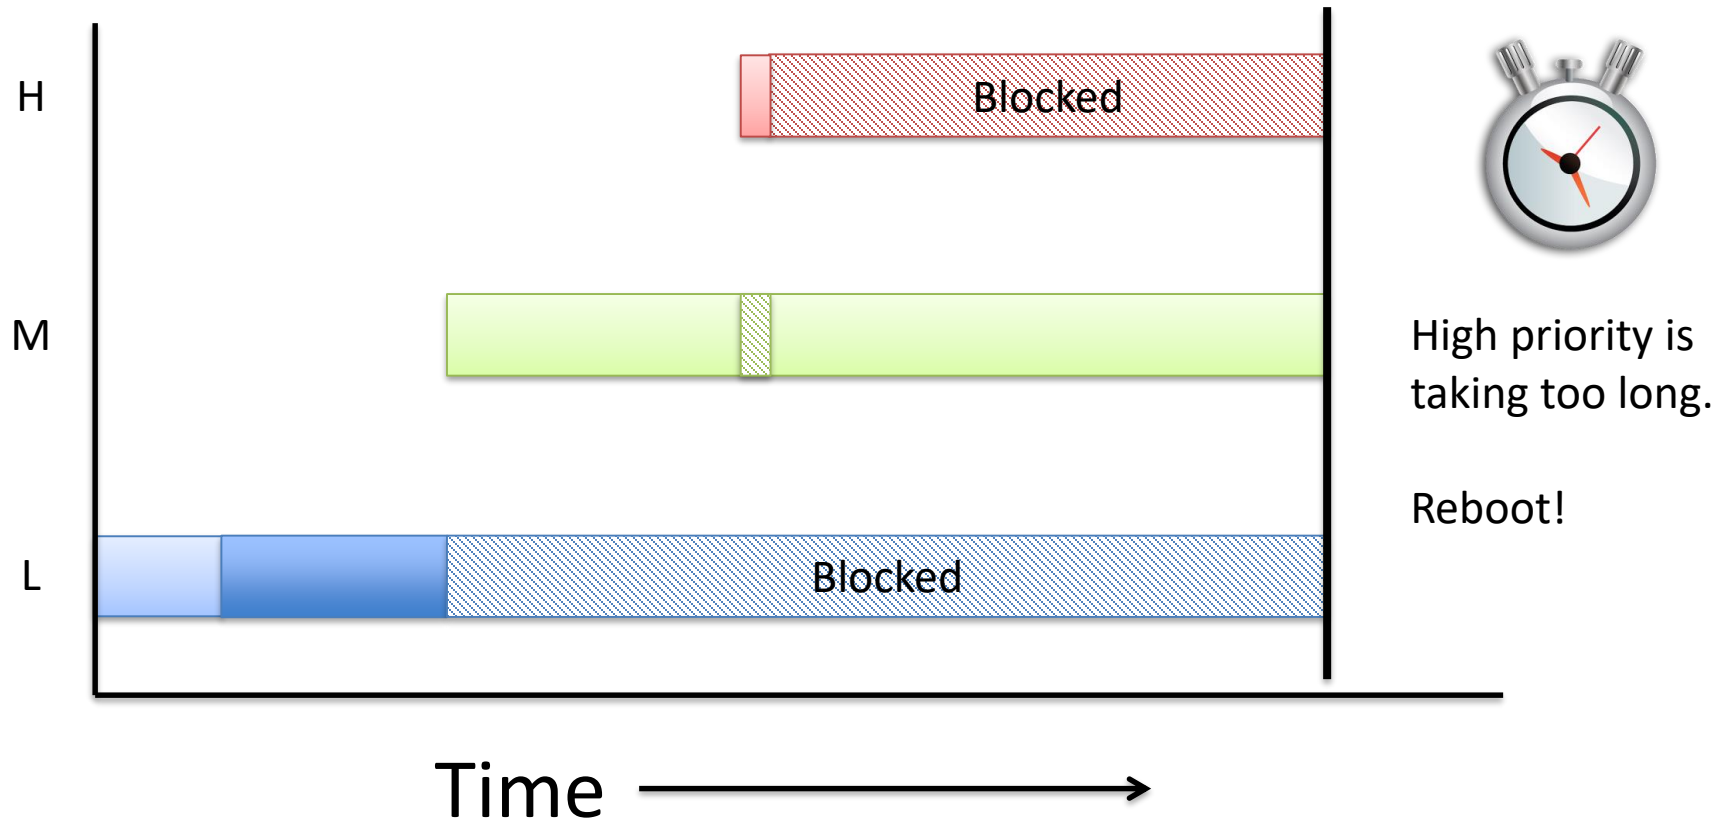 H
Blocked
M
High priority is
taking too long.
Reboot!
L
Blocked
Time